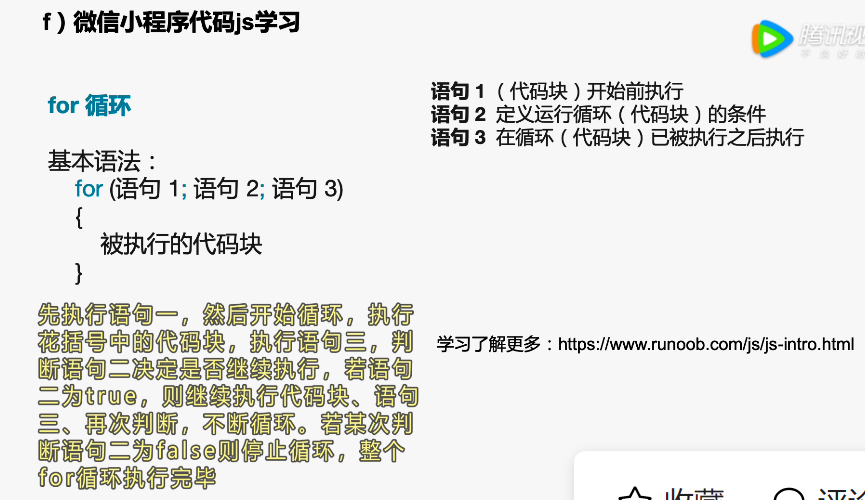 f）微信小程序代码js学习
腾讯视
for 循环
语句 1（代码块）开始前执行
语句 2 定义运行循环（代码块）的条件
语句 3 在循环（代码块）已被执行之后执行
基本语法：
for (语句 1; 语句 2; 语句 3)
{
被执行的代码块
}
先执行语句一，然后开始循环，执行
花括号中的代码块，执行语句三，判
断语句二决定是否继续执行，若语句
二为true，则继续执行代码块、语句
三、再次判断，不断循环。若某次判
断语句二为false则停止循环，整个
for循环执行完毕
学习了解更多：https://www.runoob.com/js/js-intro.html
收藏
评论